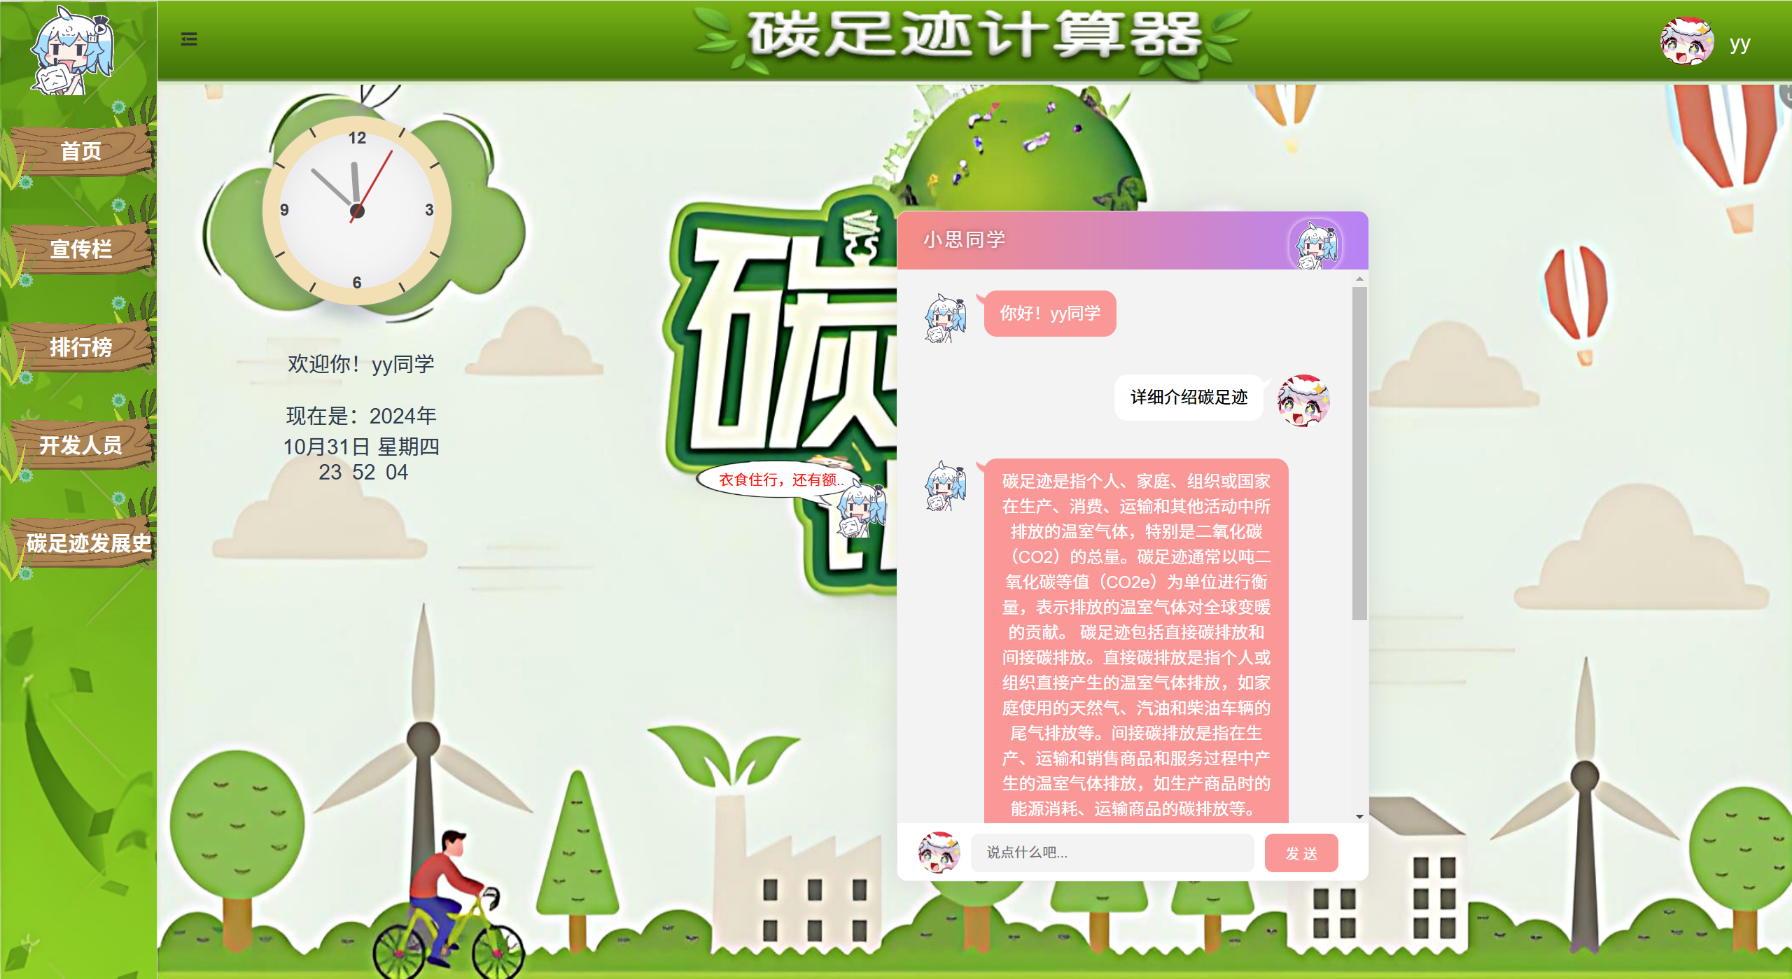 碳足迹计算器
yy
首页
宣传栏
排行榜
开发人员
碳足迹发展史
12
9
3
6
欢迎你！yy同学
现在是：2024年
10月31日 星期四
23 52 04
碳
衣食住行，还有额..
小思同学
你好！yy同学
详细介绍碳足迹
碳足迹是指个人、家庭、组织或国家
在生产、消费、运输和其他活动中所
排放的温室气体，特别是二氧化碳
（CO2）的总量。碳足迹通常以吨二
氧化碳等值（CO2e）为单位进行衡
量，表示排放的温室气体对全球变暖
的贡献。 碳足迹包括直接碳排放和
间接碳排放。直接碳排放是指个人或
组织直接产生的温室气体排放，如家
庭使用的天然气、汽油和柴油车辆的
尾气排放等。间接碳排放是指在生
产、运输和销售商品和服务过程中产
生的温室气体排放，如生产商品时的
能源消耗、运输商品的碳排放等。
说点什么吧...
发 送